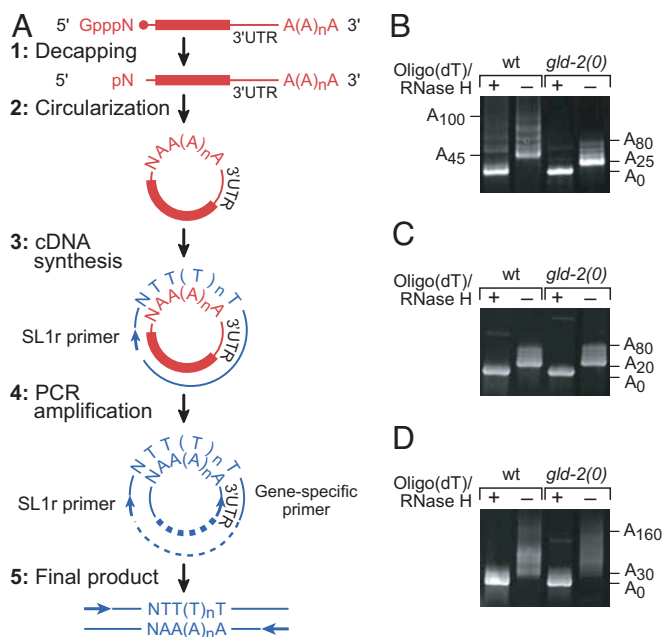 A
5' GpppN A(A)nA 3'
3'UTR
1: Decapping
5' pN A(A)nA 3'
3'UTR
2: Circularization
NAA(A)nA
3'UTR
3: cDNA
synthesis
NTT(T)nT
NAA(A)nA
3'UTR
SL1r primer
4: PCR
amplification
NTT(T)nT
NAA(A)nA
3'UTR
SL1r primer
Gene-specific
primer
5: Final product
NTT(T)nT
NAA(A)nA
B
Oligo(dT)/ wt gld-2(0)
RNase H + – + –
A100
A45
A80
A25
A0
C
Oligo(dT)/ wt gld-2(0)
RNase H + – + –
A80
A20
A0
D
Oligo(dT)/ wt gld-2(0)
RNase H + – + –
A160
A30
A0